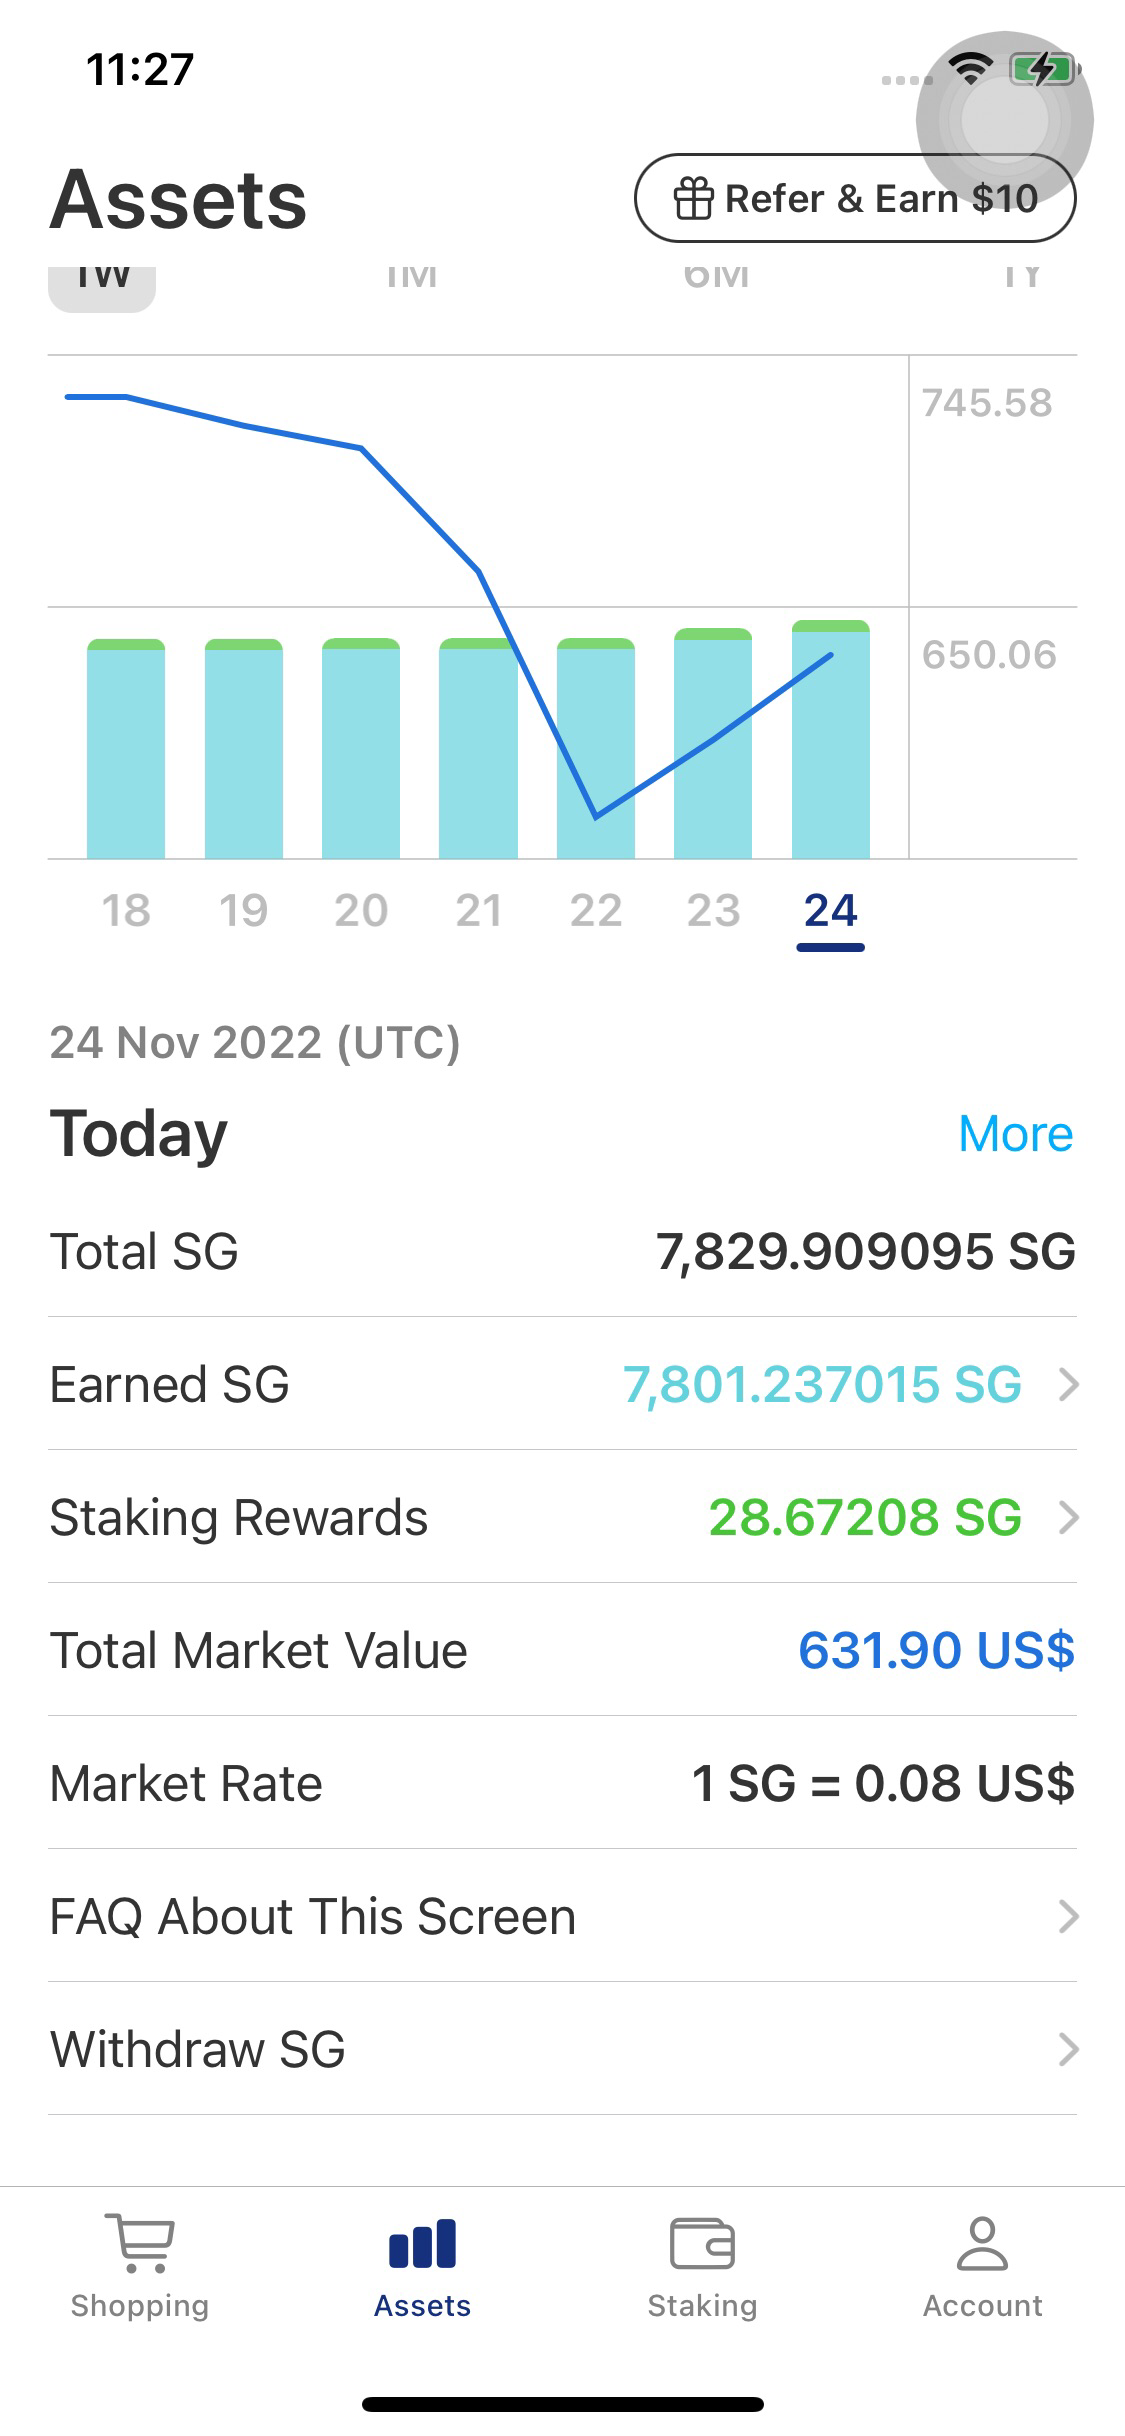 11:27
Assets
Refer & Earn $10
1W 1M 6M 1Y
745.58
650.06
18 19 20 21 22 23 24
24 Nov 2022 (UTC)
Today More
Total SG 7,829.909095 SG
Earned SG 7,801.237015 SG
Staking Rewards 28.67208 SG
Total Market Value 631.90 US$
Market Rate 1 SG = 0.08 US$
FAQ About This Screen
Withdraw SG
Shopping Assets Staking Account